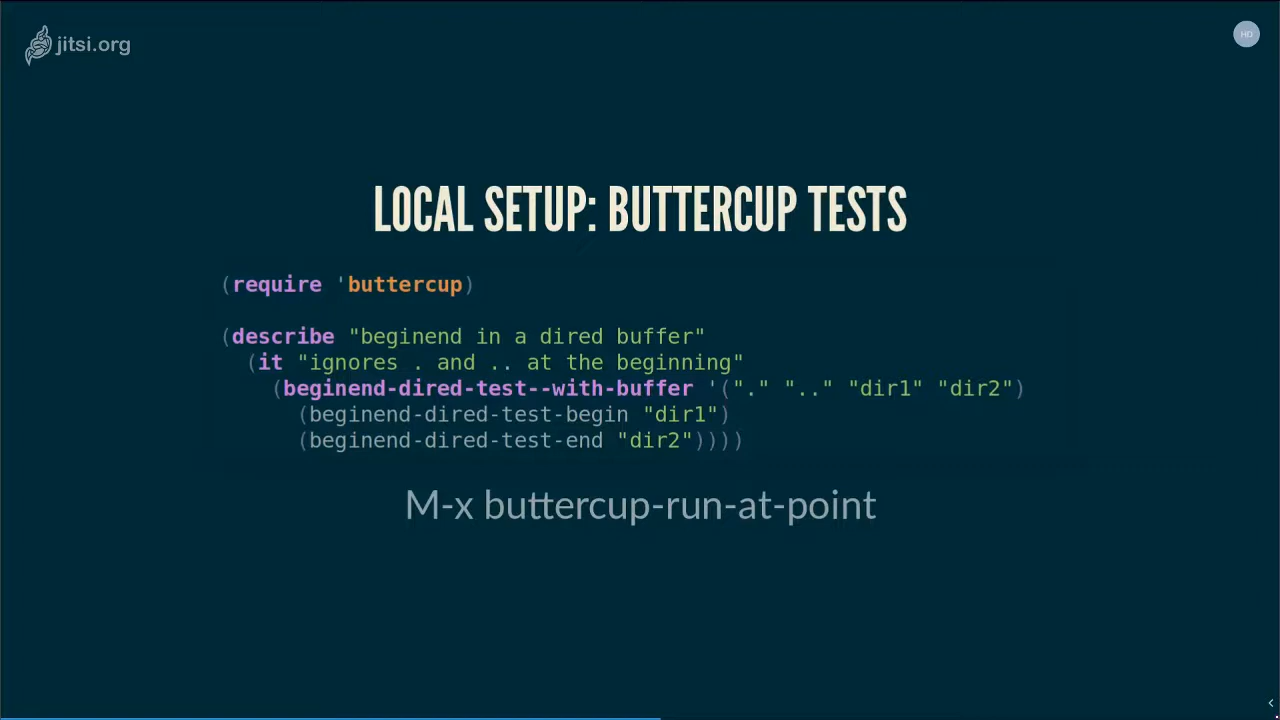 jitsi.org
HD
LOCAL SETUP: BUTTERCUP TESTS
(require 'buttercup)
(describe "beginend in a dired buffer"
(it "ignores . and .. at the beginning"
(beginend-dired-test--with-buffer '("." ".." "dir1" "dir2")
(beginend-dired-test-begin "dir1")
(beginend-dired-test-end "dir2"))))
M-x buttercup-run-at-point